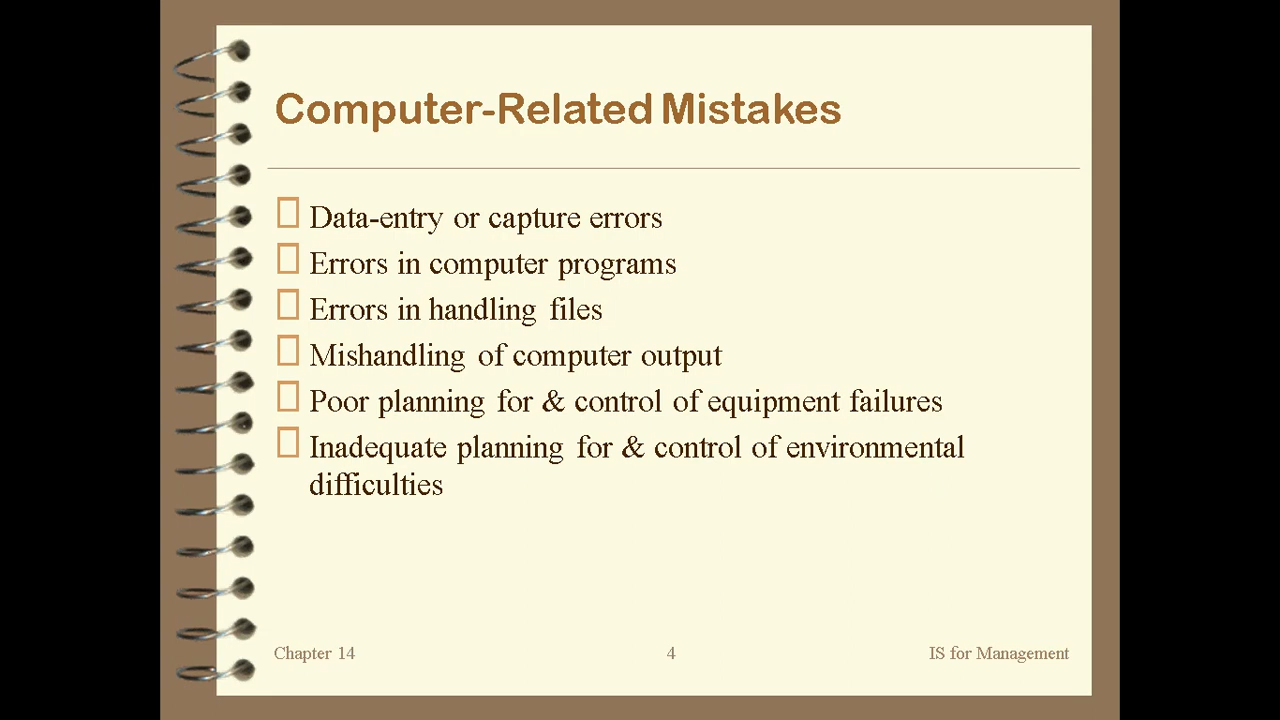 Computer-Related Mistakes
Data-entry or capture errors
Errors in computer programs
Errors in handling files
Mishandling of computer output
Poor planning for & control of equipment failures
Inadequate planning for & control of environmental
difficulties
Chapter 14
4
IS for Management